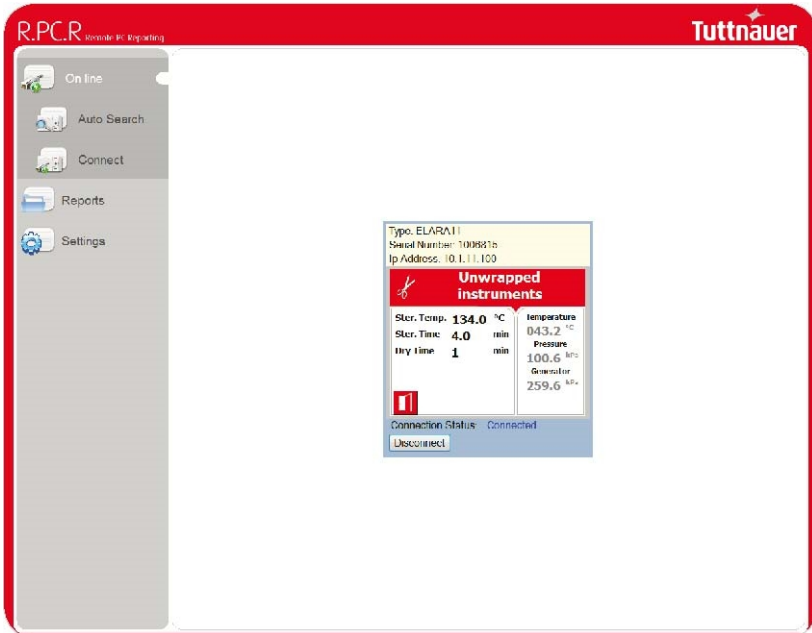 R.PC.R Remote PC Reporting
Tuttnauer
On line
Auto Search
Connect
Reports
Settings
Type: ELARA11
Serial Number: 1006815
Ip Address: 10.1.11.100
Unwrapped
instruments
Ster. Temp. 134.0 °C
Ster. Time 4.0 min
Dry Time 1 min
Temperature
043.2 °C
Pressure
100.6 kPa
Generator
259.6 kPa
Connection Status: Connected
Disconnect